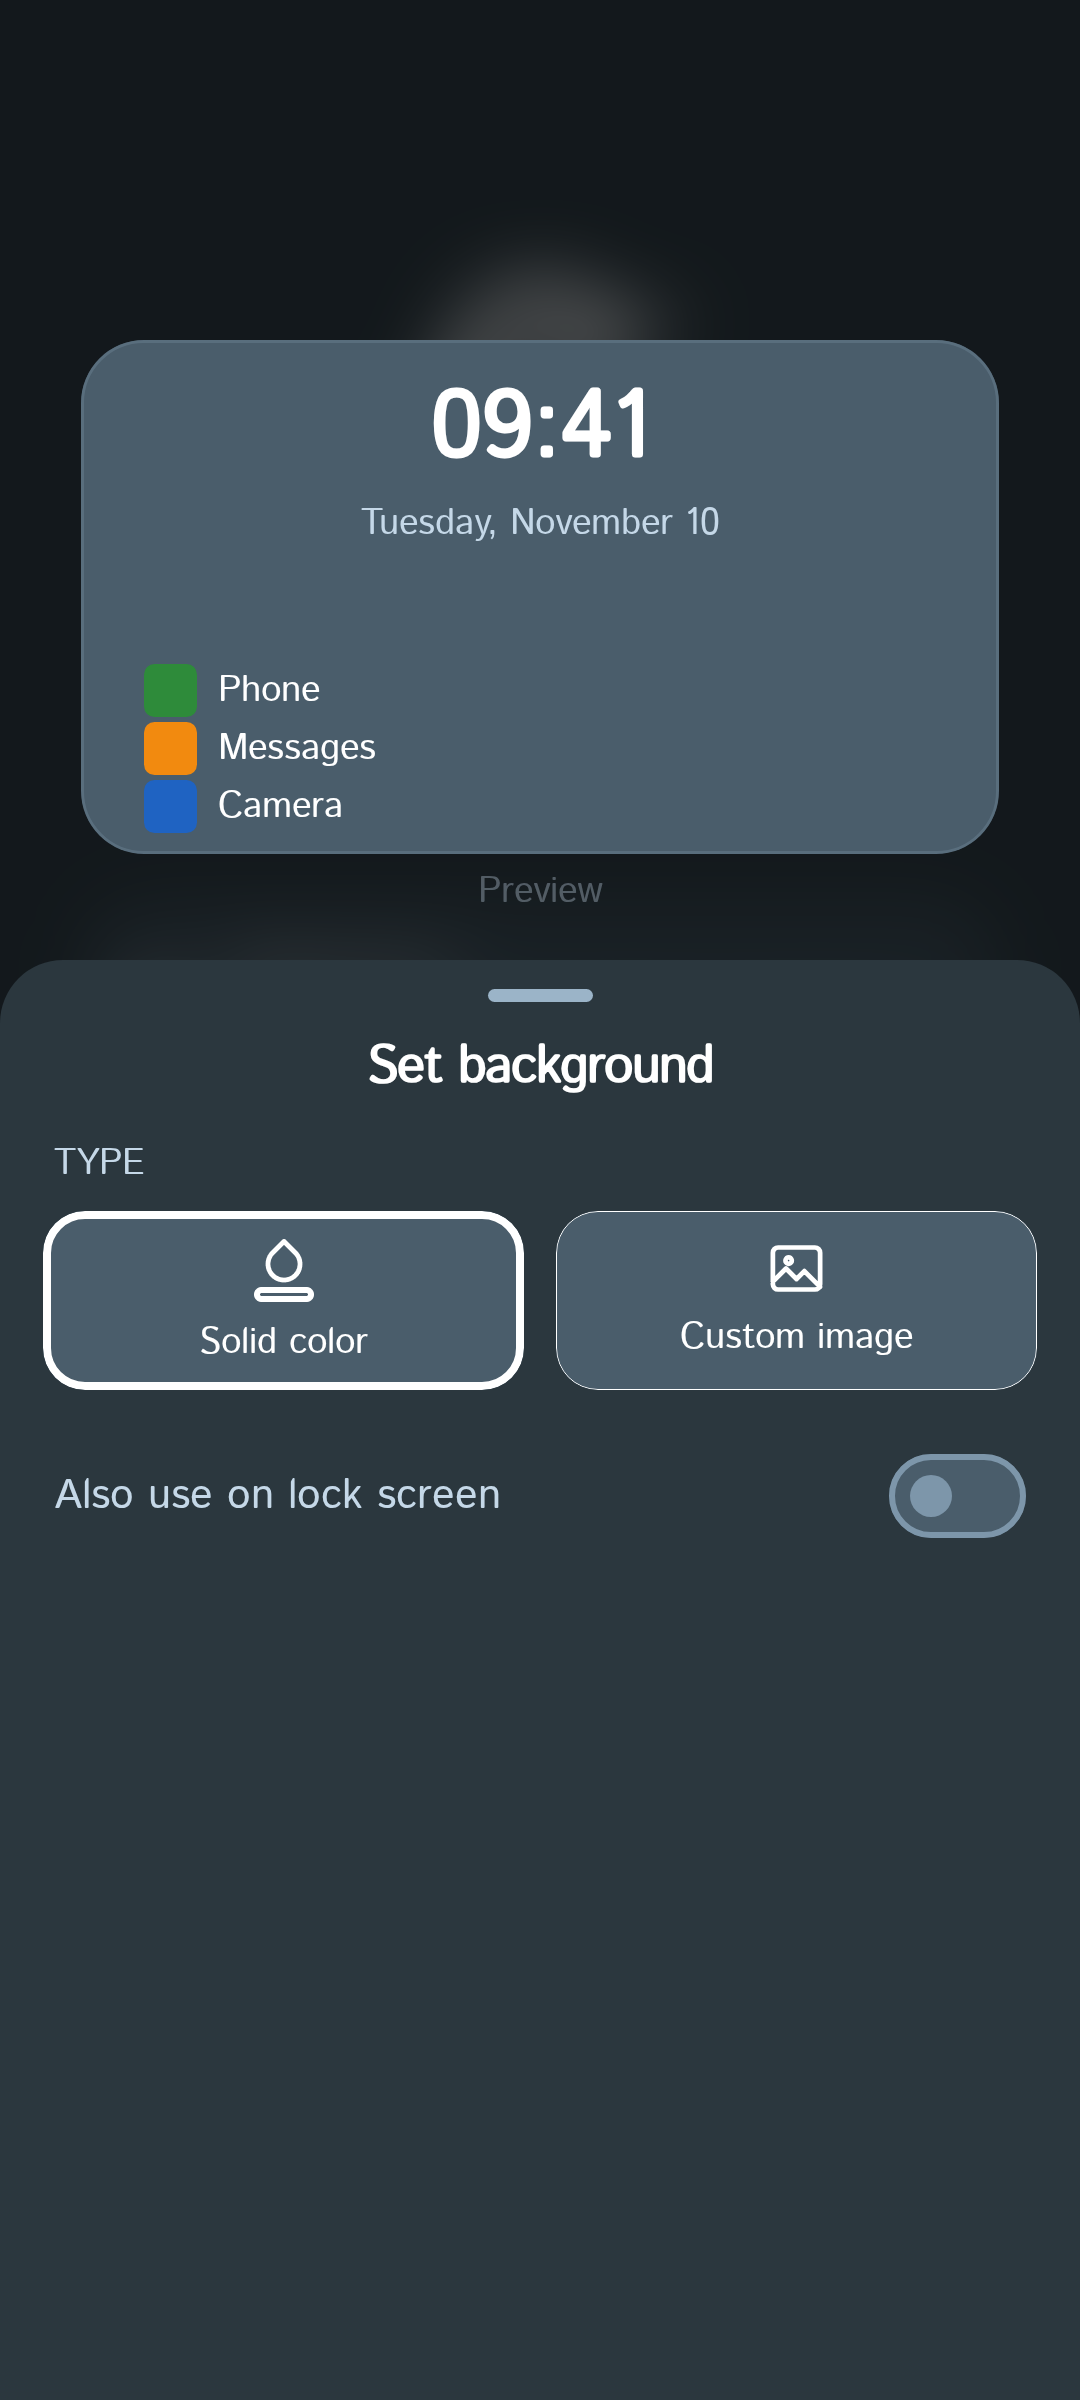 09:41
Tuesday, November 10
Phone
Messages
Camera
Preview
Set background
TYPE
Solid color
Custom image
Also use on lock screen